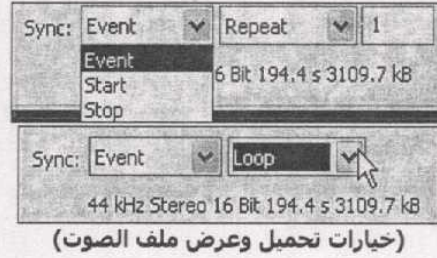 Sync: Event Repeat 1
Event
Start
Stop
6 Bit 194.4 s 3109.7 kB
Sync: Event Loop
44 kHz Stereo 16 Bit 194.4 s 3109.7 kB
(خيارات تحميل وعرض ملف الصوت)